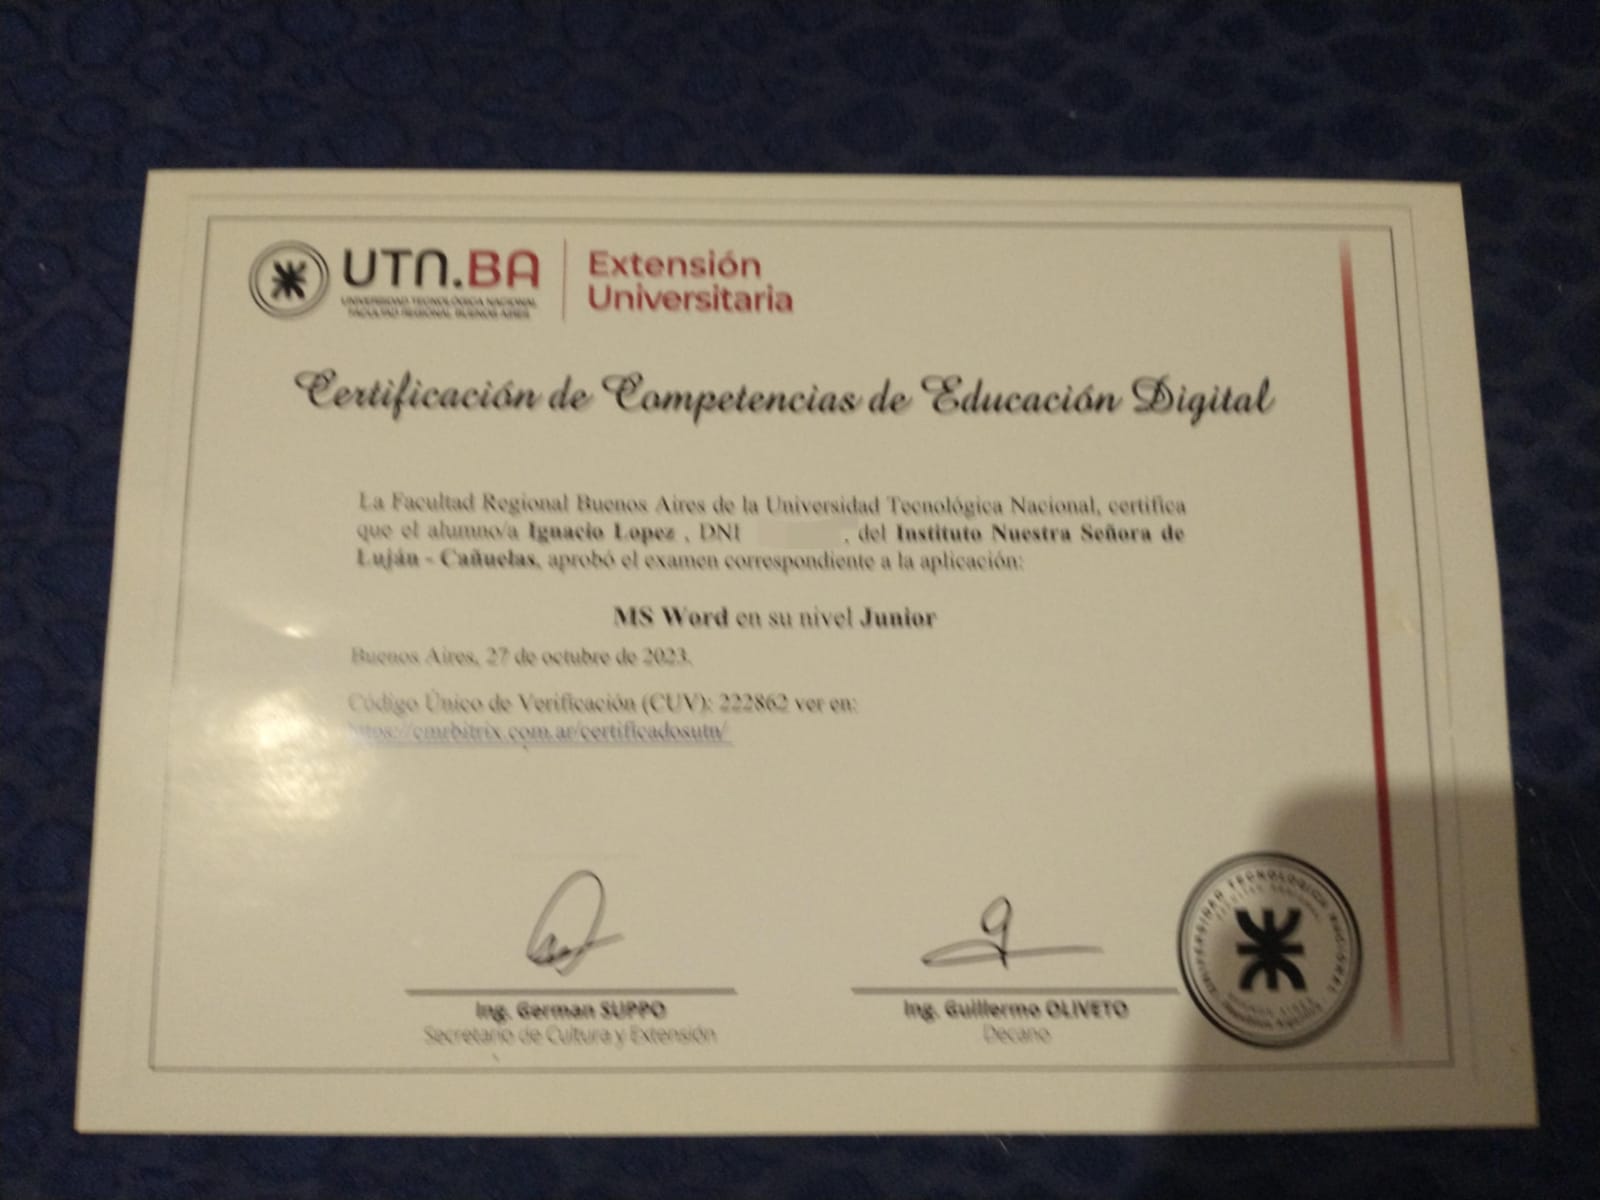 UTN.BA
UNIVERSIDAD TECNOLÓGICA NACIONAL
FACULTAD REGIONAL BUENOS AIRES
Extensión
Universitaria
Certificación de Competencias de Educación Digital
La Facultad Regional Buenos Aires de la Universidad Tecnológica Nacional, certifica
que el alumno/a Ignacio Lopez , DNI , del Instituto Nuestra Señora de
Luján - Cañuelas, aprobó el examen correspondiente a la aplicación:
MS Word en su nivel Junior
Buenos Aires, 27 de octubre de 2023.
Código Único de Verificación (CUV): 222862 ver en:
https://cmrbitrix.com.ar/certificadosutn/
Ing. German SUPPO
Secretario de Cultura y Extensión
Ing. Guillermo OLIVETO
Decano
UNIVERSIDAD TECNOLÓGICA NACIONAL